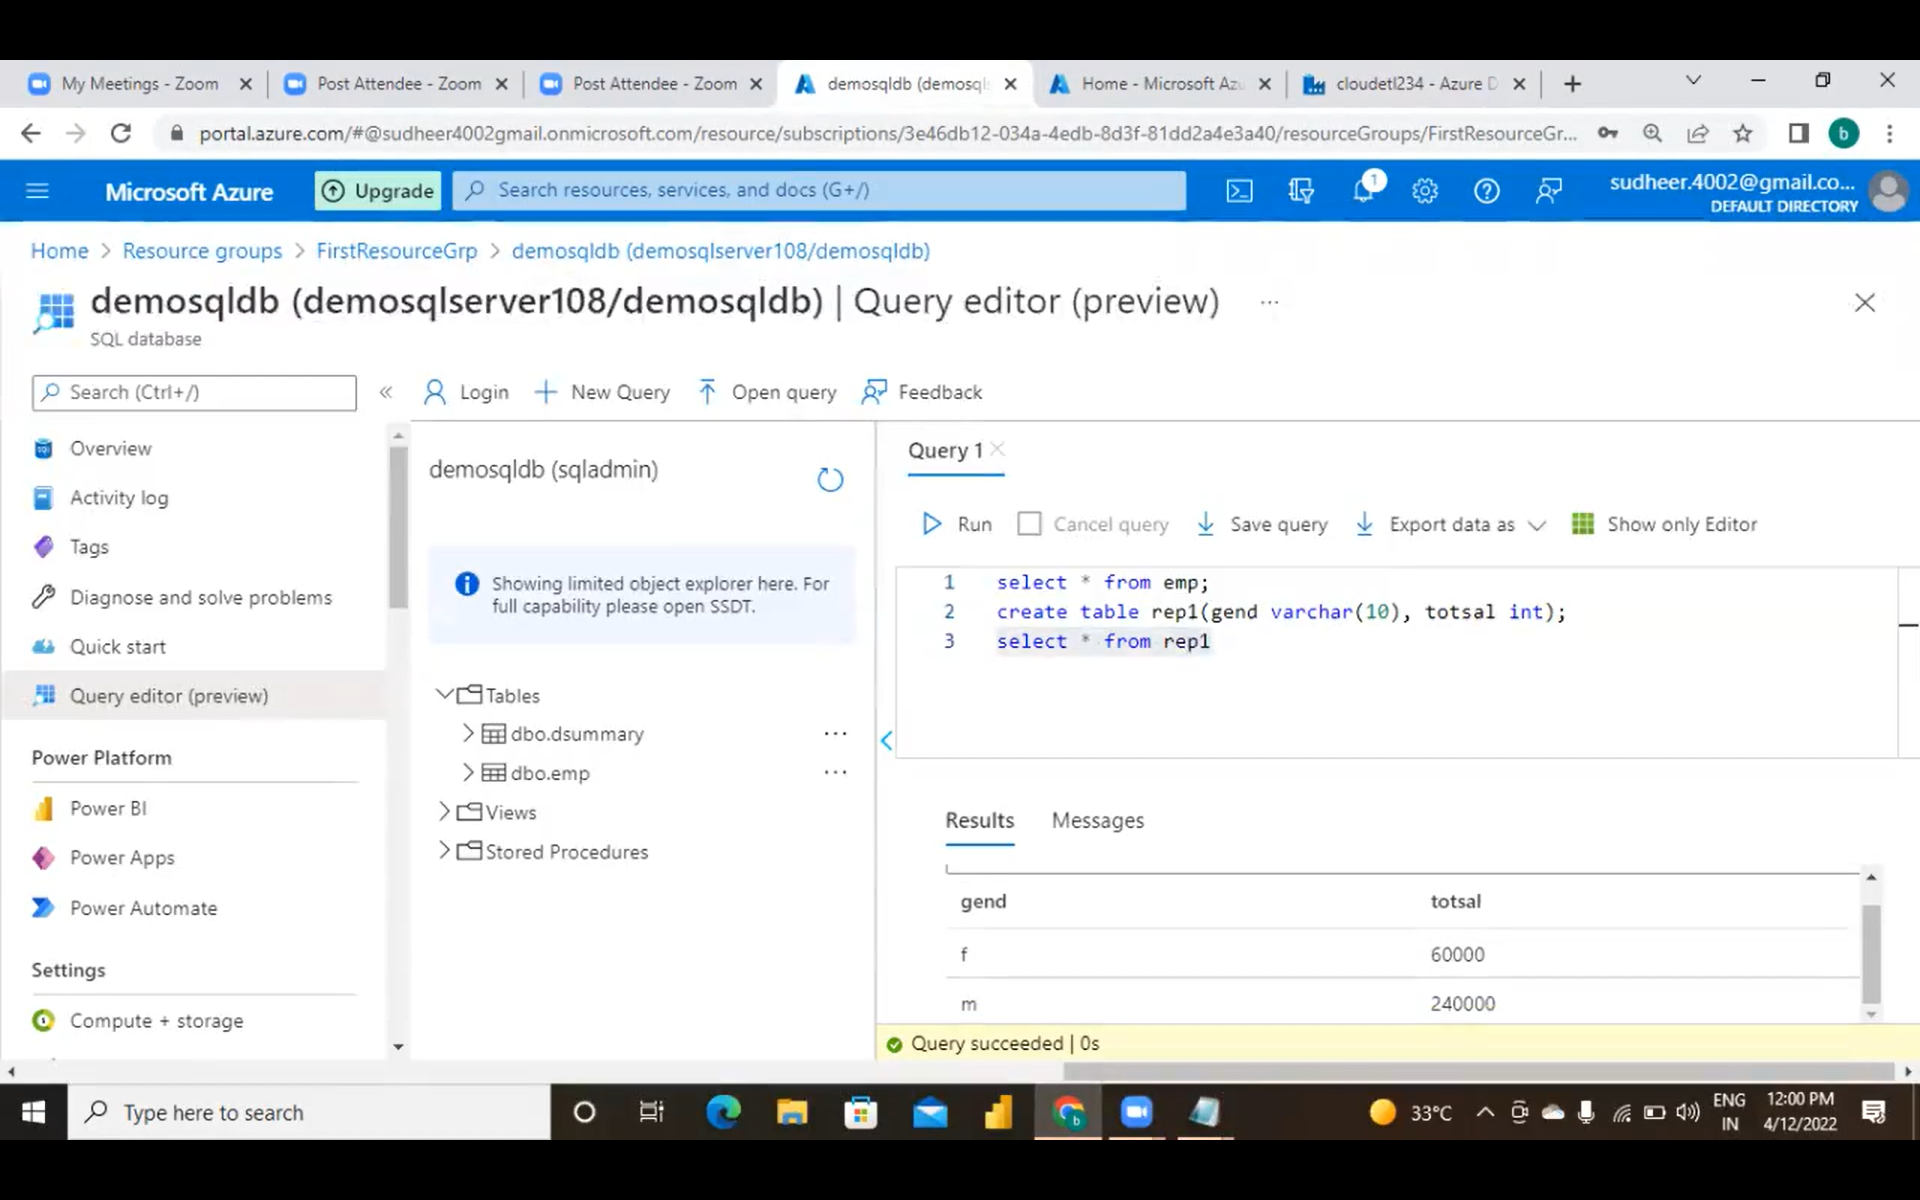 My Meetings - Zoom
Post Attendee - Zoom
Post Attendee - Zoom
demosqldb (demosqls
Home - Microsoft Azu
cloudetl234 - Azure D
portal.azure.com/#@sudheer4002gmail.onmicrosoft.com/resource/subscriptions/3e46db12-034a-4edb-8d3f-81dd2a4e3a40/resourceGroups/FirstResourceGr...
b
Microsoft Azure
Upgrade
Search resources, services, and docs (G+/)
1
sudheer.4002@gmail.co...
DEFAULT DIRECTORY
Home > Resource groups > FirstResourceGrp > demosqldb (demosqlserver108/demosqldb)
demosqldb (demosqlserver108/demosqldb) | Query editor (preview) ...
SQL database
Search (Ctrl+/)
Login
New Query
Open query
Feedback
Overview
Activity log
Tags
Diagnose and solve problems
Quick start
Query editor (preview)
Power Platform
Power BI
Power Apps
Power Automate
Settings
Compute + storage
demosqldb (sqladmin)
Showing limited object explorer here. For
full capability please open SSDT.
Tables
dbo.dsummary ...
dbo.emp ...
Views
Stored Procedures
Query 1
Run
Cancel query
Save query
Export data as
Show only Editor
1 select * from emp;
2 create table rep1(gend varchar(10), totsal int);
3 select * from rep1
Results
Messages
gend totsal
f 60000
m 240000
Query succeeded | 0s
Type here to search
33°C
ENG
IN
12:00 PM
4/12/2022